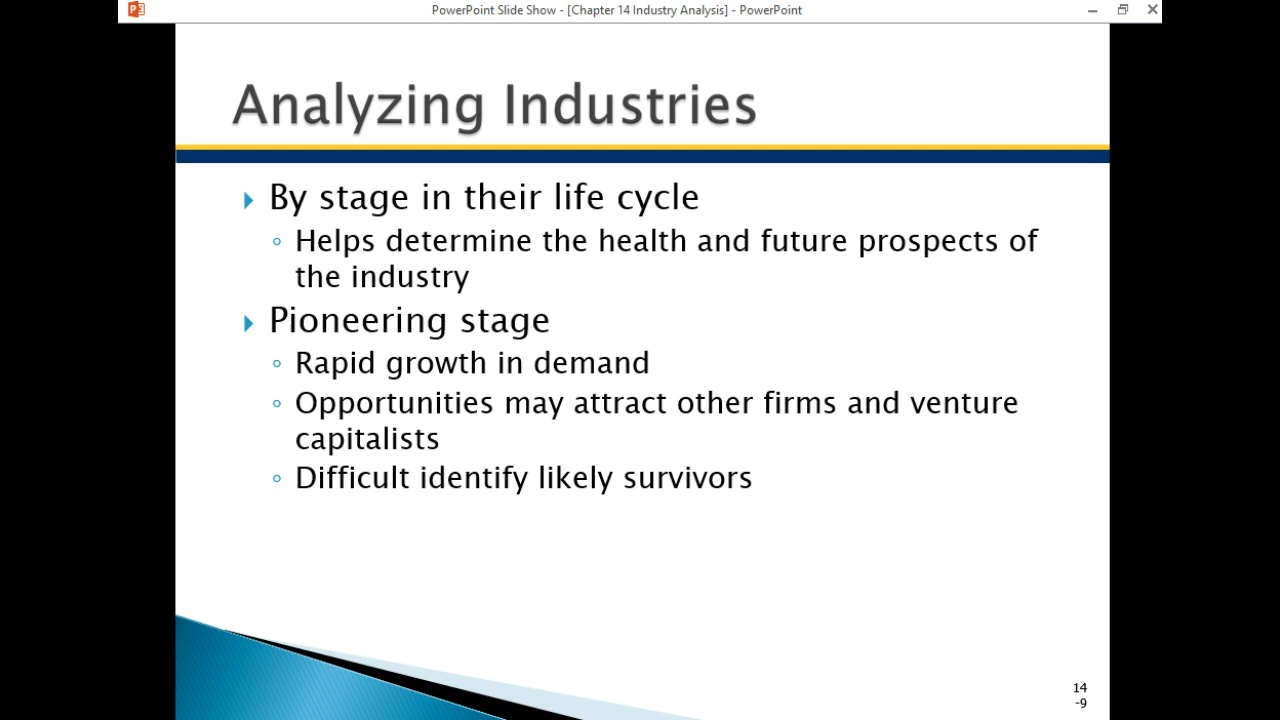 PowerPoint Slide Show - [Chapter 14 Industry Analysis] - PowerPoint
Analyzing Industries
By stage in their life cycle
Helps determine the health and future prospects of
the industry
Pioneering stage
Rapid growth in demand
Opportunities may attract other firms and venture
capitalists
Difficult identify likely survivors
14
-9